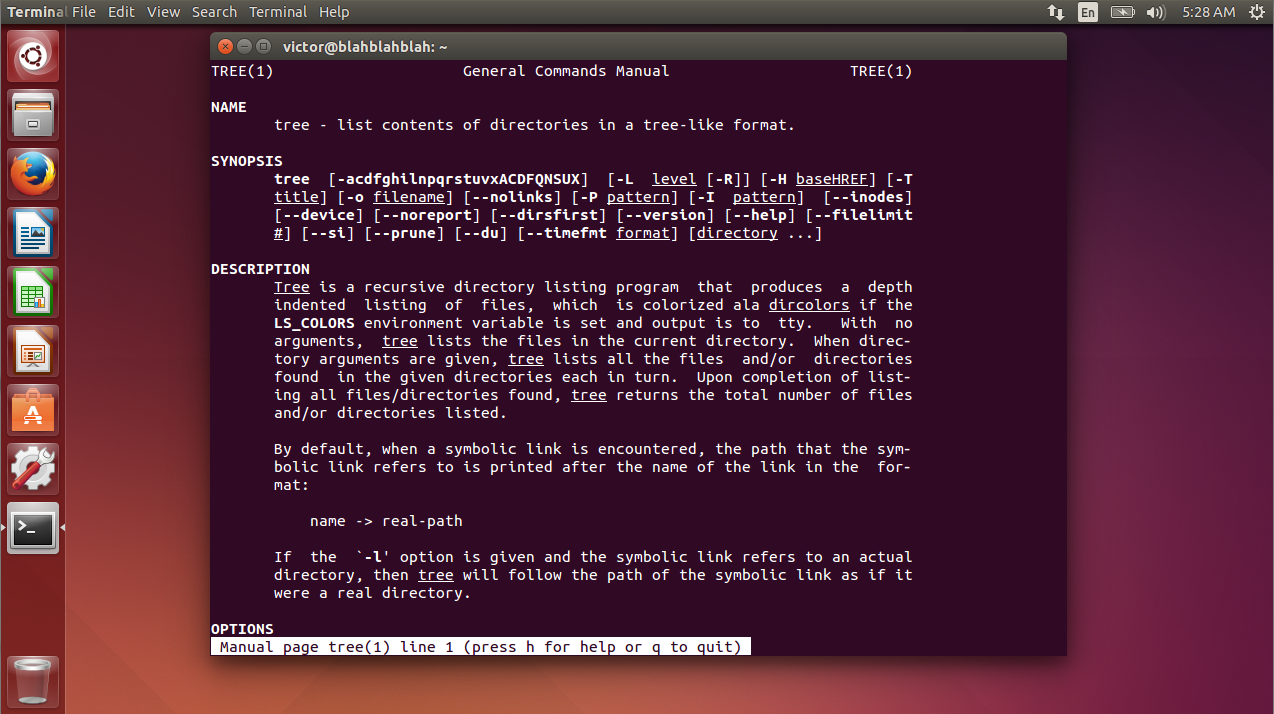 Terminal File Edit View Search Terminal Help En 5:28 AM
victor@blahblahblah: ~
TREE(1) General Commands Manual TREE(1)
NAME
tree - list contents of directories in a tree-like format.
SYNOPSIS
tree [-acdfghilnpqrstuvxACDFQNSUX] [-L level [-R]] [-H baseHREF] [-T
title] [-o filename] [--nolinks] [-P pattern] [-I pattern] [--inodes]
[--device] [--noreport] [--dirsfirst] [--version] [--help] [--filelimit
#] [--si] [--prune] [--du] [--timefmt format] [directory ...]
DESCRIPTION
Tree is a recursive directory listing program that produces a depth
indented listing of files, which is colorized ala dircolors if the
LS_COLORS environment variable is set and output is to tty. With no
arguments, tree lists the files in the current directory. When direc-
tory arguments are given, tree lists all the files and/or directories
found in the given directories each in turn. Upon completion of list-
ing all files/directories found, tree returns the total number of files
and/or directories listed.
By default, when a symbolic link is encountered, the path that the sym-
bolic link refers to is printed after the name of the link in the for-
mat:
name -> real-path
If the `-l' option is given and the symbolic link refers to an actual
directory, then tree will follow the path of the symbolic link as if it
were a real directory.
OPTIONS
Manual page tree(1) line 1 (press h for help or q to quit)